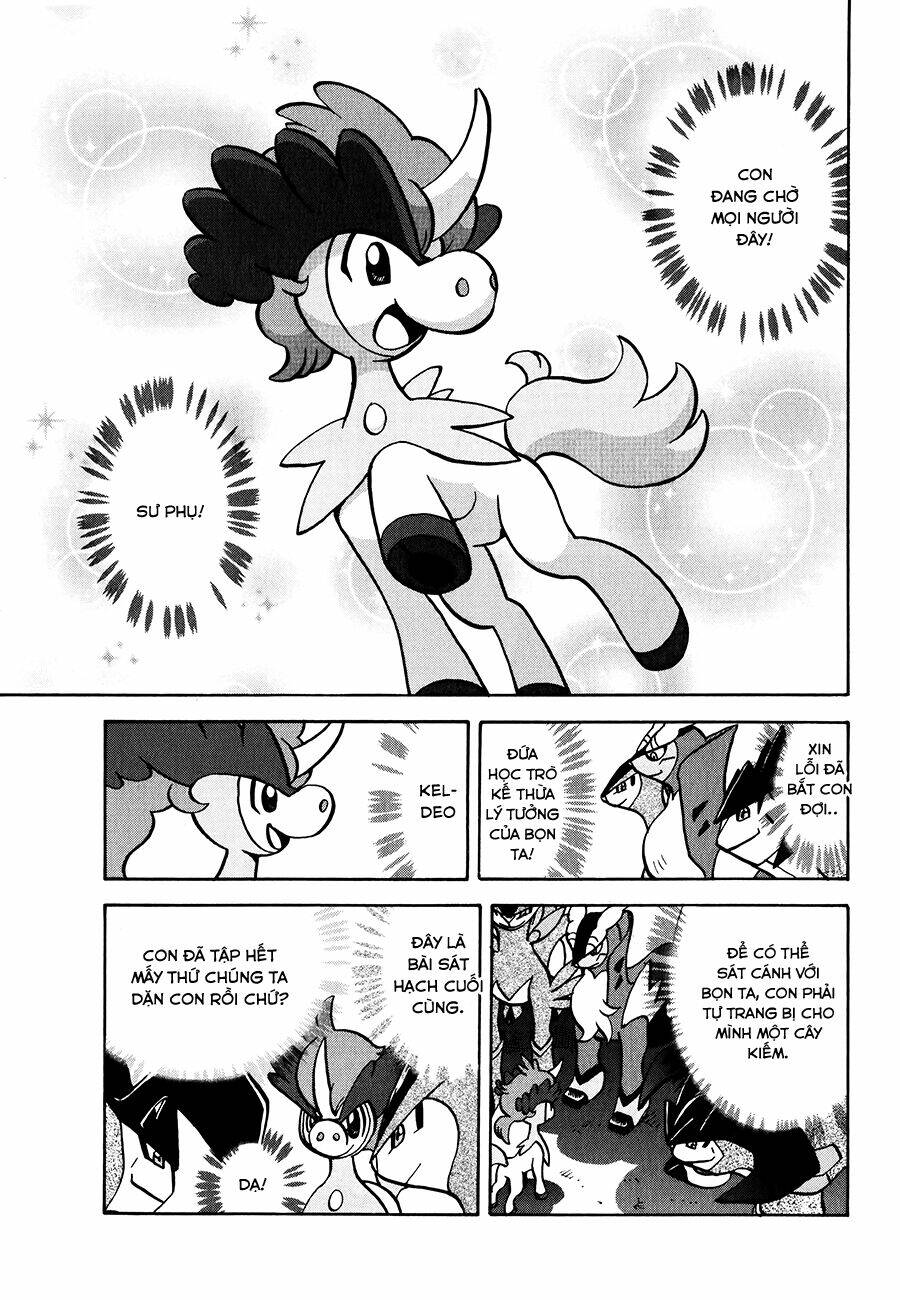 CON
ĐANG CHỜ
MỌI NGƯỜI
ĐÂY!
SƯ PHỤ!
XIN
LỖI ĐÃ
BẮT CON
ĐỢI..
ĐỨA
HỌC TRÒ
KẾ THỪA
LÝ TƯỞNG
CỦA BỌN
TA!
KEL-
DEO
ĐỂ CÓ THỂ
SÁT CÁNH VỚI
BỌN TA, CON PHẢI
TỰ TRANG BỊ CHO
MÌNH MỘT CÂY
KIẾM.
ĐÂY LÀ
BÀI SÁT
HẠCH CUỐI
CÙNG.
CON ĐÃ TẬP HẾT
MẤY THỨ CHÚNG TA
DẶN CON RỒI CHỨ?
DẠ!